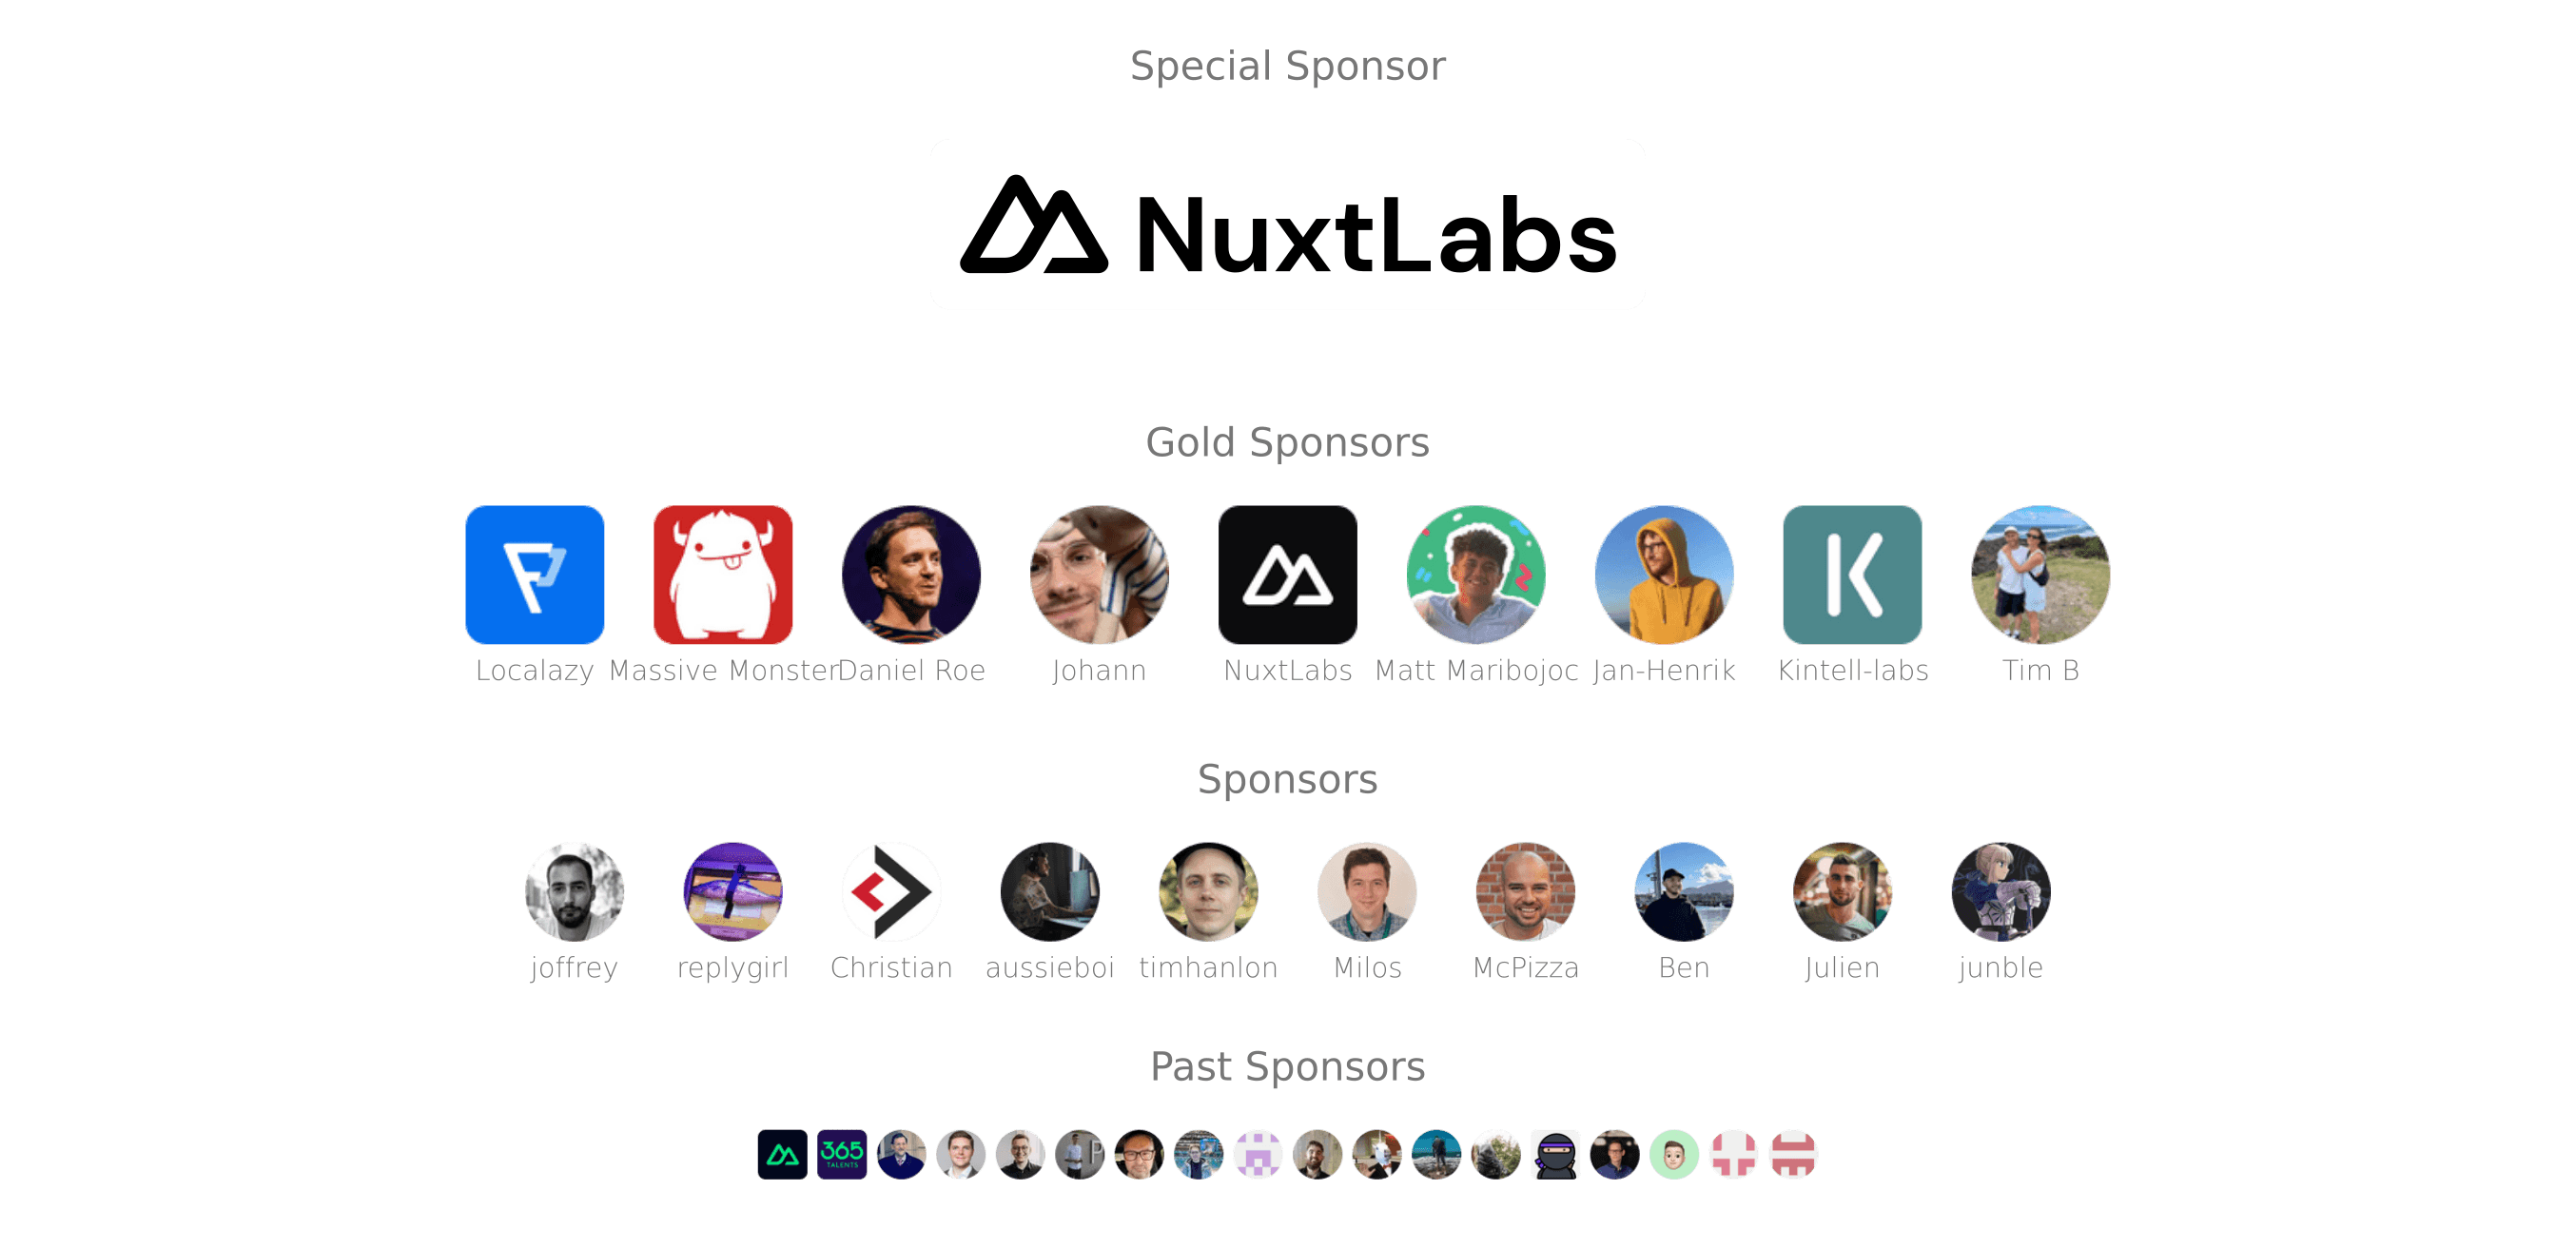 Special Sponsor
NuxtLabs
Gold Sponsors
Localazy Massive Monster Daniel Roe Johann NuxtLabs Matt Maribojoc Jan-Henrik Kintell-labs Tim B
Sponsors
joffrey replygirl Christian aussieboi timhanlon Milos McPizza Ben Julien junble
Past Sponsors
365
TALENTS